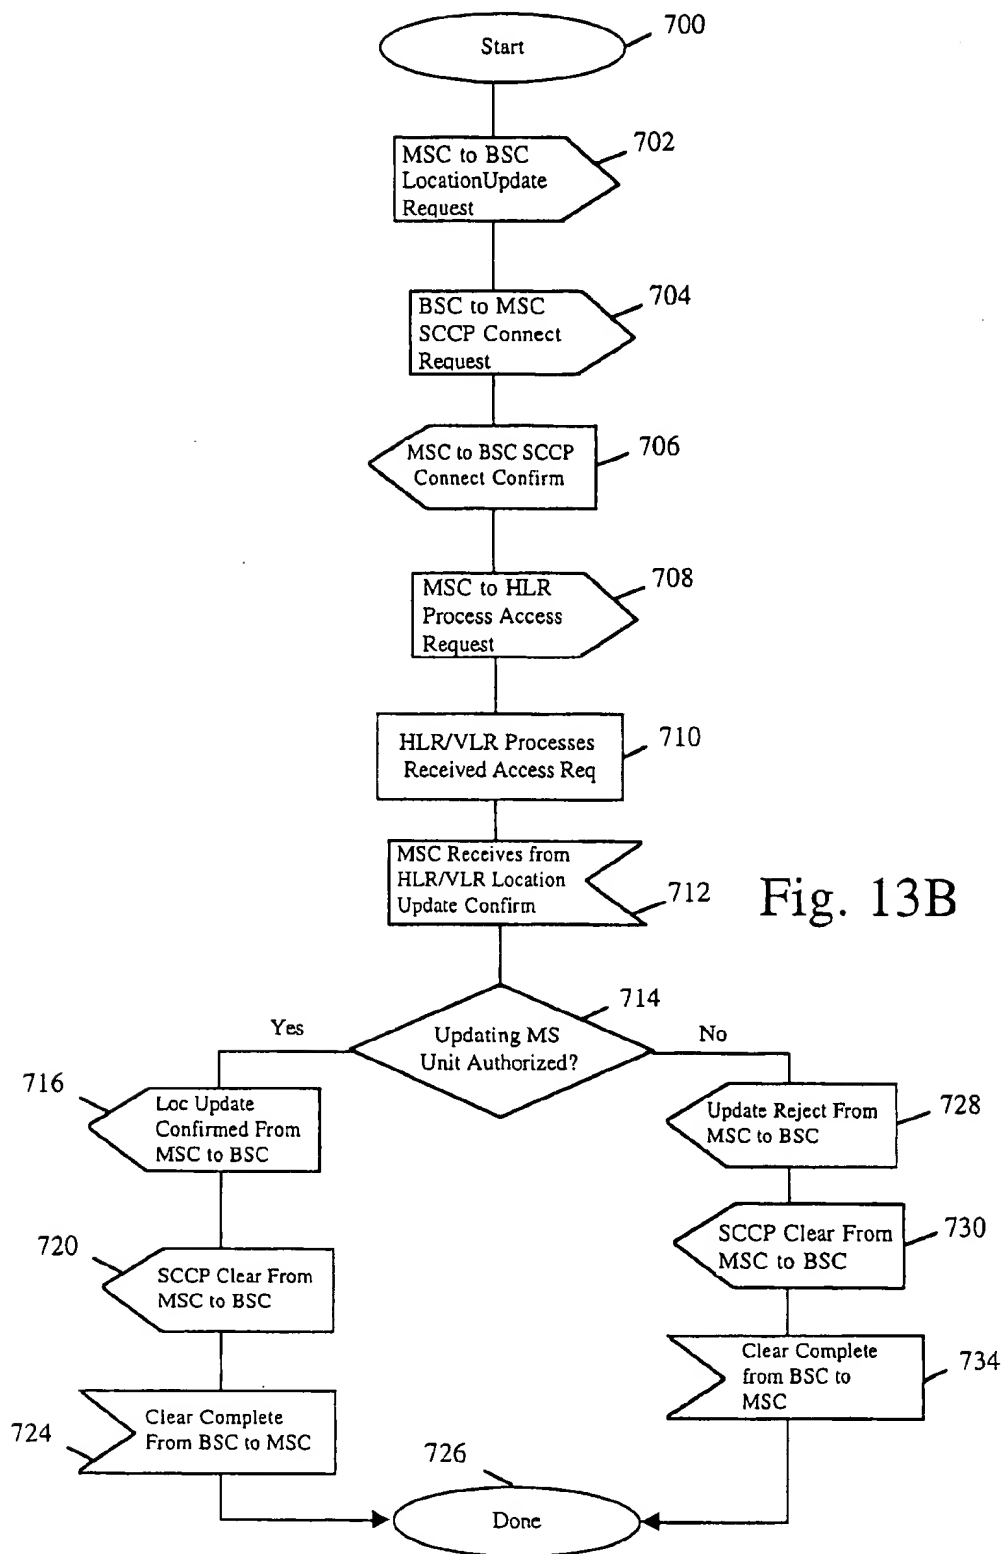 Start
700
MSC to BSC
LocationUpdate
Request
702
BSC to MSC
SCCP Connect
Request
704
MSC to BSC SCCP
Connect Confirm
706
MSC to HLR
Process Access
Request
708
HLR/VLR Processes
Received Access Req
710
MSC Receives from
HLR/VLR Location
Update Confirm
712
Fig. 13B
714
Updating MS
Unit Authorized?
Yes
No
716
Loc Update
Confirmed From
MSC to BSC
Update Reject From
MSC to BSC
728
720
SCCP Clear From
MSC to BSC
SCCP Clear From
MSC to BSC
730
724
Clear Complete
From BSC to MSC
Clear Complete
from BSC to
MSC
734
726
Done